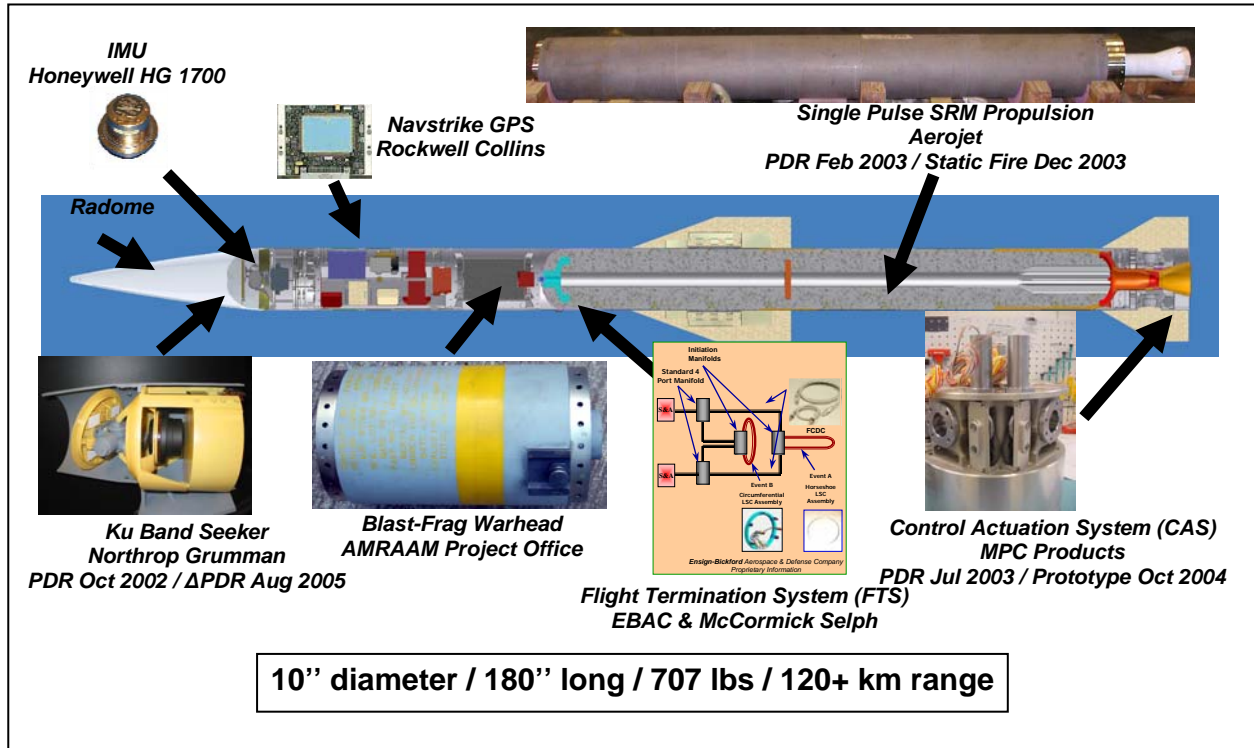 IMU
Honeywell HG 1700
Navstrike GPS
Rockwell Collins
Single Pulse SRM Propulsion
Aerojet
PDR Feb 2003 / Static Fire Dec 2003
Radome
Ku Band Seeker
Northrop Grumman
PDR Oct 2002 / ΔPDR Aug 2005
Blast-Frag Warhead
AMRAAM Project Office
Initiation
Manifolds
Standard 4
Port Manifold
S&A
FCDC
S&A
Event B
Circumferential
LSC Assembly
Event A
Horseshoe
LSC
Assembly
Ensign-Bickford Aerospace & Defense Company
Proprietary Information
Flight Termination System (FTS)
EBAC & McCormick Selph
Control Actuation System (CAS)
MPC Products
PDR Jul 2003 / Prototype Oct 2004
10'' diameter / 180'' long / 707 lbs / 120+ km range